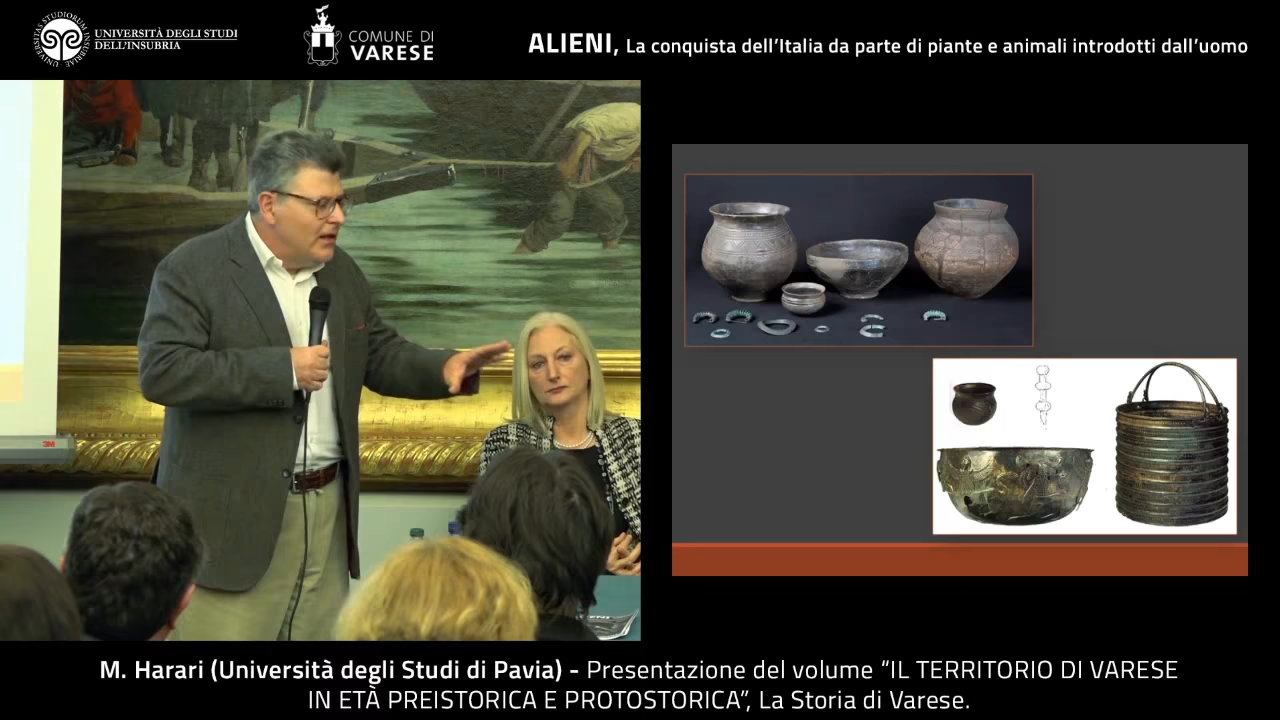 UNIVERSITÀ DEGLI STUDI
DELL'INSUBRIA
COMUNE DI
VARESE
ALIENI, La conquista dell'Italia da parte di piante e animali introdotti dall'uomo
3M
M. Harari (Università degli Studi di Pavia) - Presentazione del volume “IL TERRITORIO DI VARESE
IN ETÀ PREISTORICA E PROTOSTORICA”, La Storia di Varese.